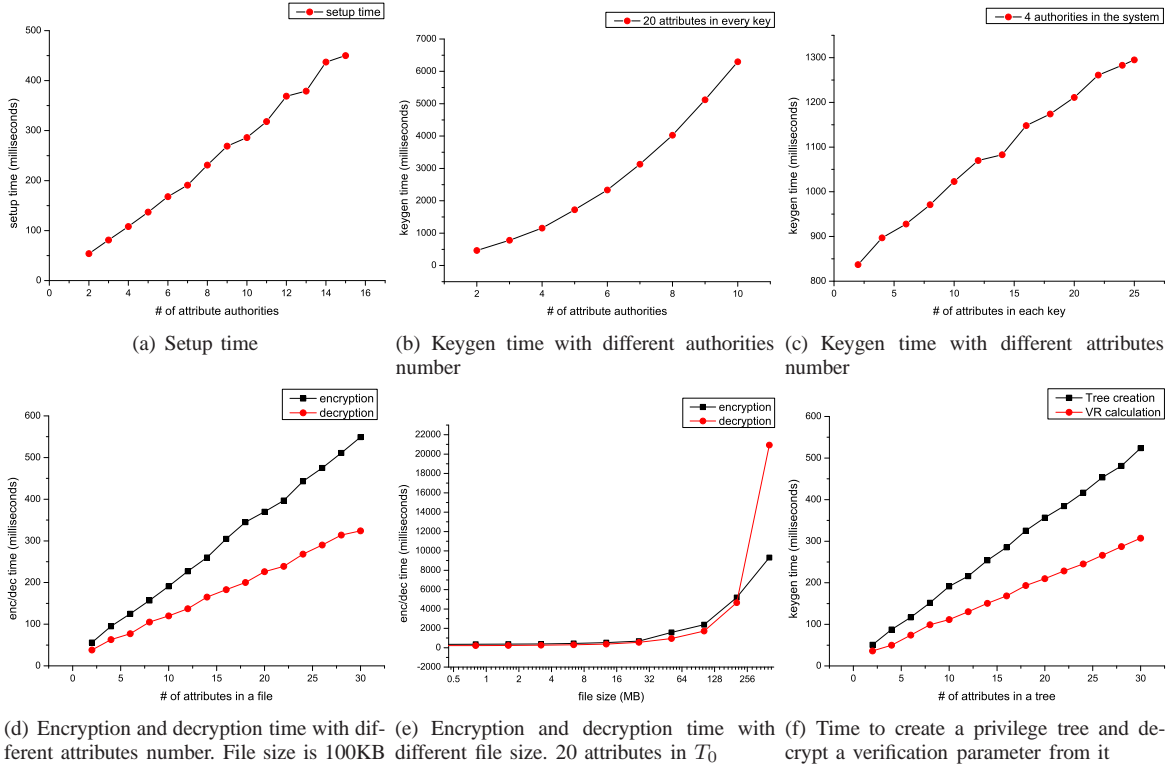 setup time
500
400
300
200
100
0
setup time (milliseconds)
0 2 4 6 8 10 12 14 16
# of attribute authorities
(a) Setup time
20 attributes in every key
7000
6000
5000
4000
3000
2000
1000
0
keygen time (milliseconds)
2 4 6 8 10
# of attribute authorities
(b) Keygen time with different authorities
number
4 authorities in the system
1300
1200
1100
1000
900
800
keygen time (milliseconds)
0 5 10 15 20 25
# of attributes in each key
(c) Keygen time with different attributes
number
encryption
decryption
600
500
400
300
200
100
0
enc/dec time (milliseconds)
0 5 10 15 20 25 30
# of attributes in a file
(d) Encryption and decryption time with dif-
ferent attributes number. File size is 100KB
encryption
decryption
22000
20000
18000
16000
14000
12000
10000
8000
6000
4000
2000
0
-2000
enc/dec time (milliseconds)
0.5 1 2 4 8 16 32 64 128 256
file size (MB)
(e) Encryption and decryption time with
different file size. 20 attributes in T0
Tree creation
VR calculation
600
500
400
300
200
100
0
keygen time (milliseconds)
0 5 10 15 20 25 30
# of attributes in a tree
(f) Time to create a privilege tree and de-
crypt a verification parameter from it